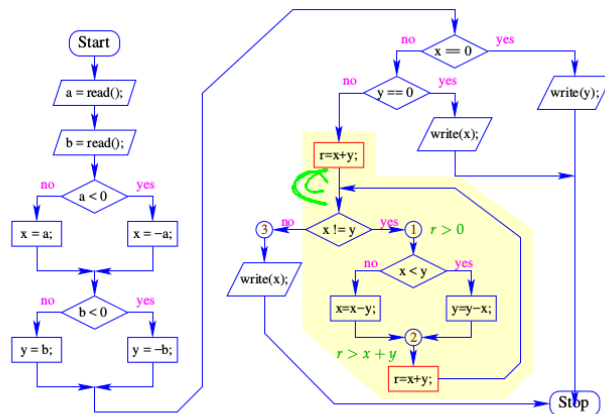 Start
a = read();
b = read();
no
a < 0
yes
x = a;
x = −a;
no
b < 0
yes
y = b;
y = −b;
no
x == 0
yes
no
y == 0
yes
write(y);
write(x);
r=x+y;
3
no
x != y
yes
1
r > 0
write(x);
no
x < y
yes
x=x−y;
y=y−x;
2
r > x + y
r=x+y;
Stop